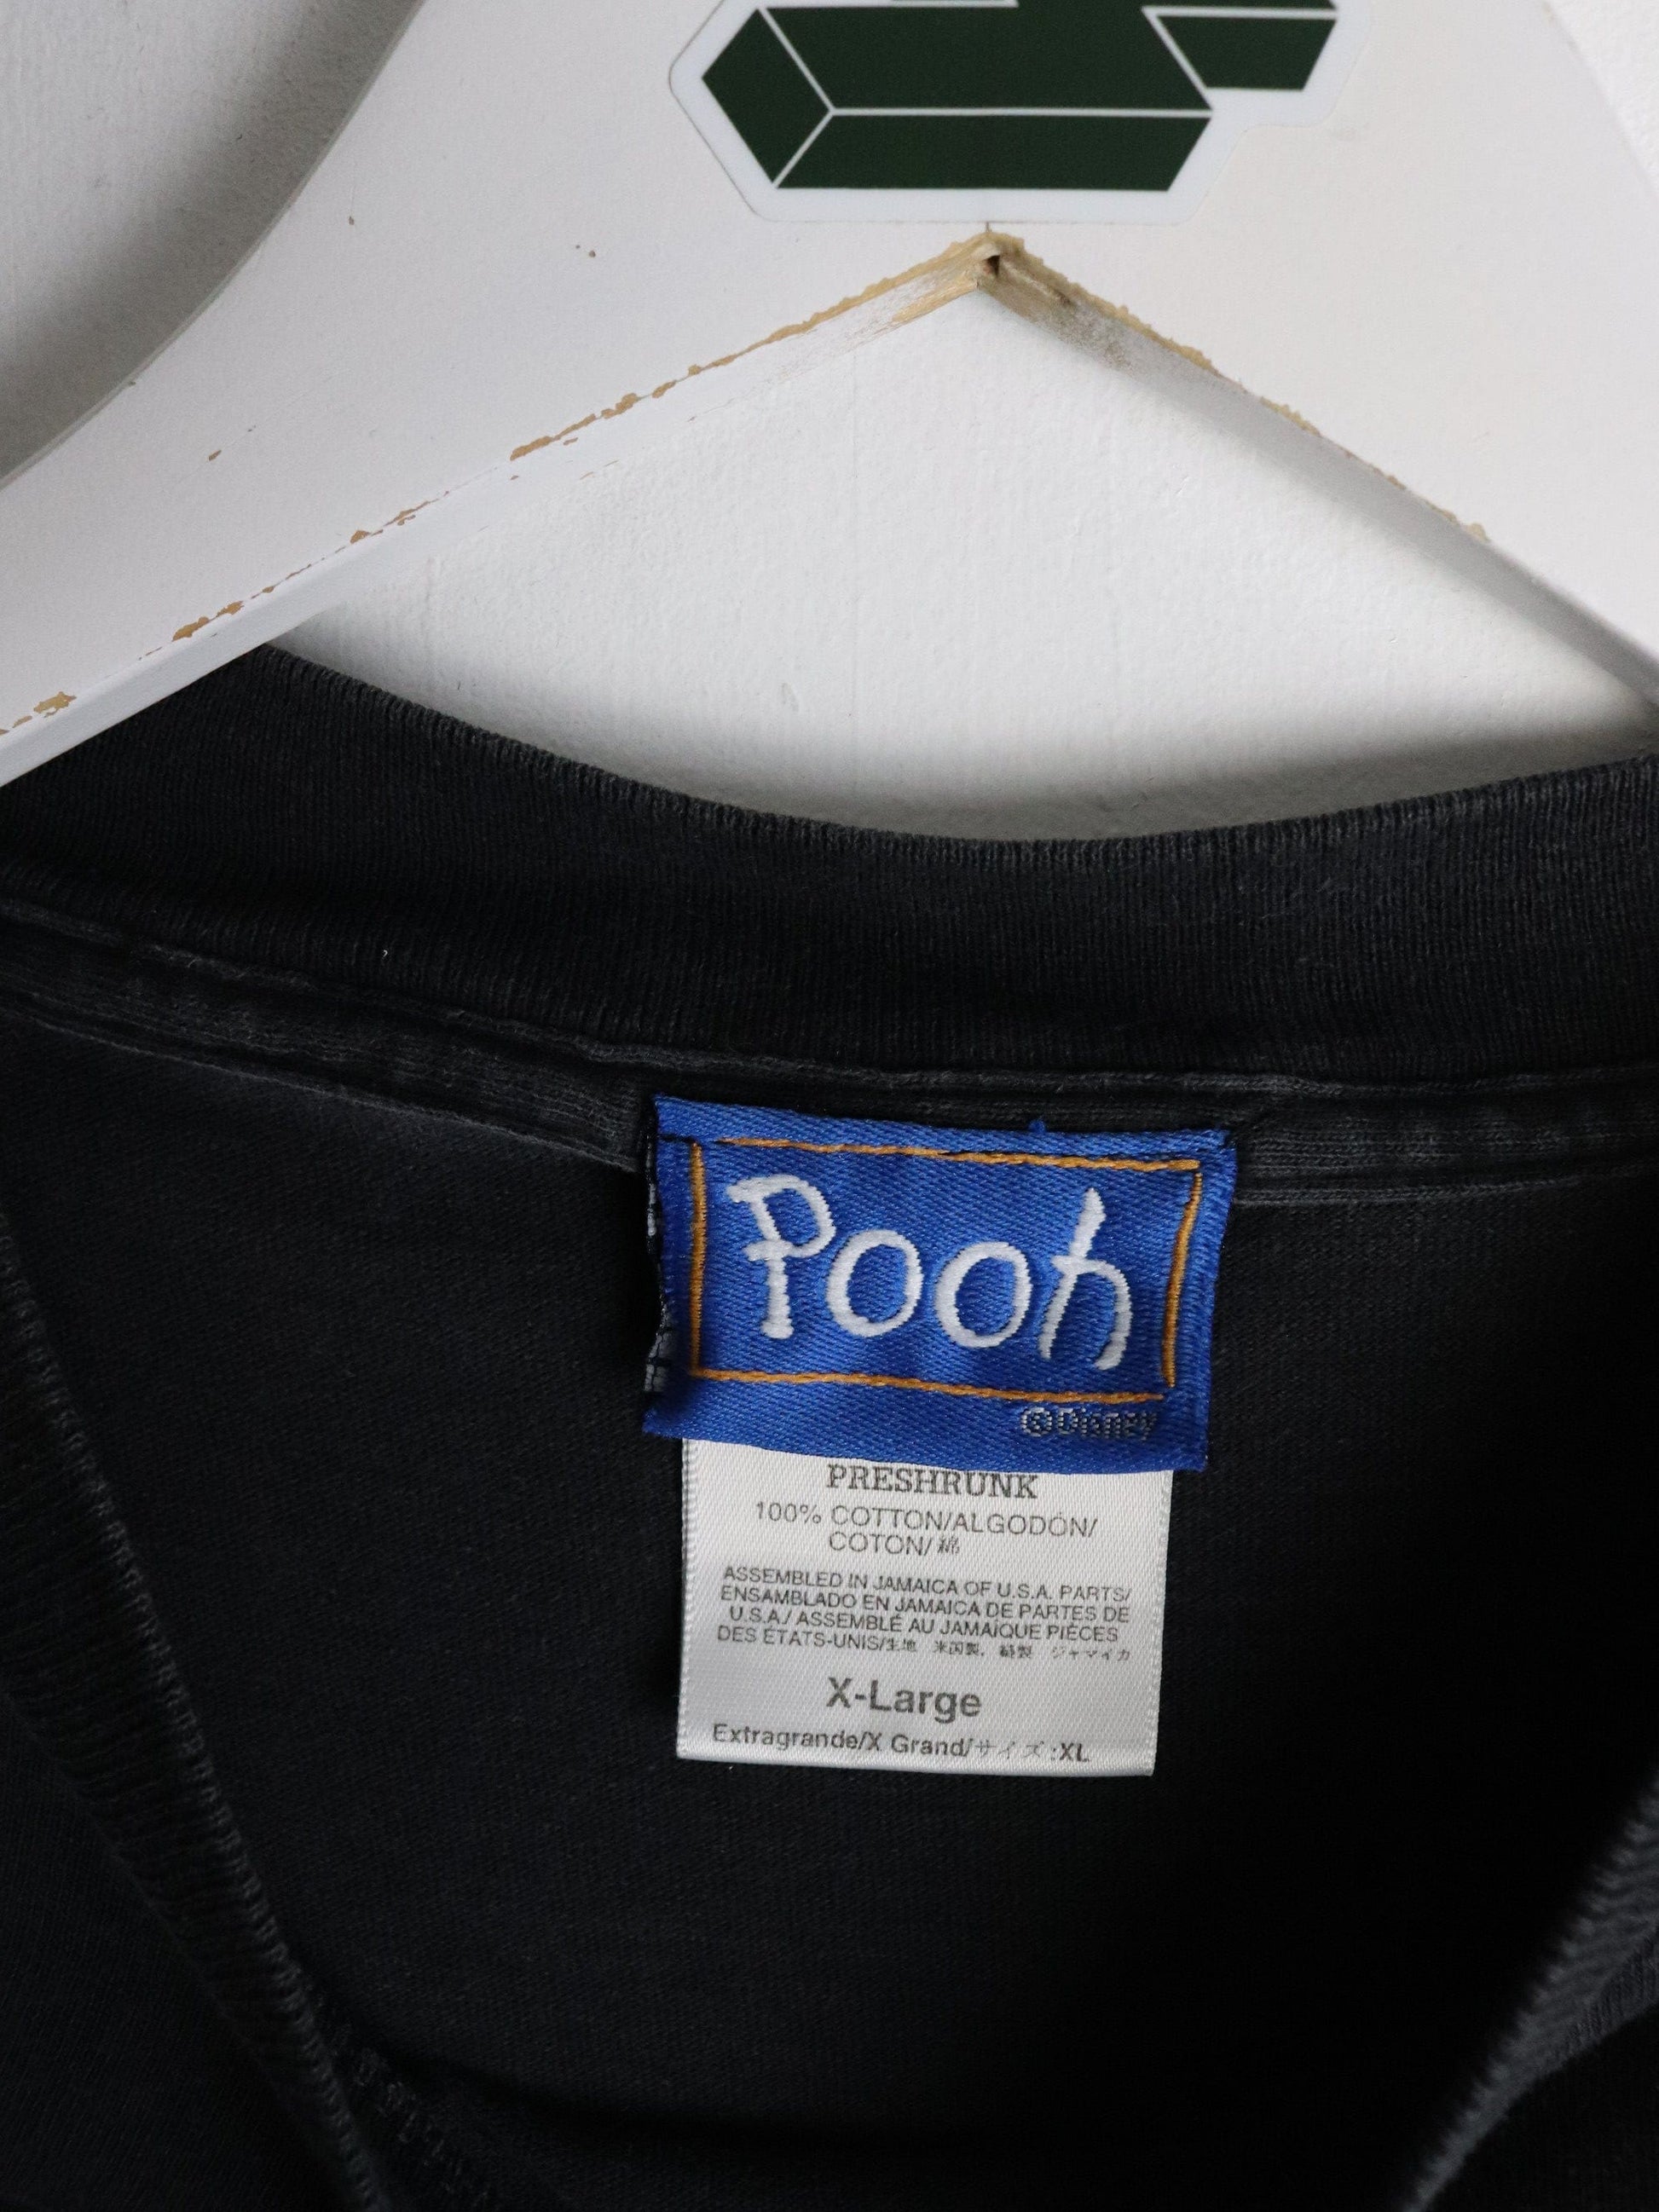 Pooh
©Disney
PRESHRUNK
100% COTTON/ALGODÓN/
COTON/綿
ASSEMBLED IN JAMAICA OF U.S.A. PARTS/
ENSAMBLADO EN JAMAICA DE PARTES DE
U.S.A./ ASSEMBLÉ AU JAMAÏQUE PIÈCES
DES ÉTATS-UNIS/生地 米国製, 縫製 ジャマイカ
X-Large
Extragrande/X Grand/サイズ:XL